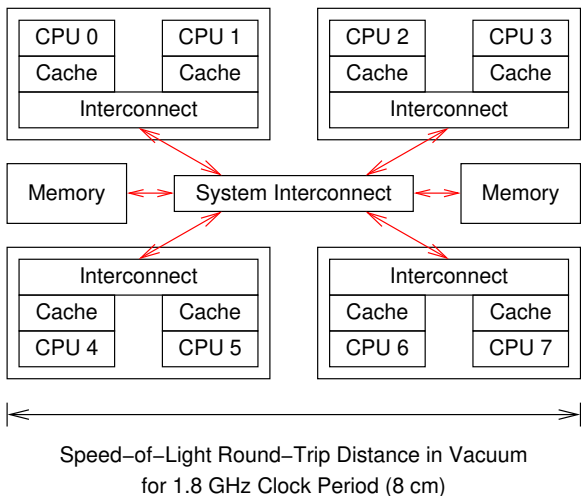 CPU 0
CPU 1
CPU 2
CPU 3
Cache
Cache
Cache
Cache
Interconnect
Interconnect
Memory
System Interconnect
Memory
Interconnect
Interconnect
Cache
Cache
Cache
Cache
CPU 4
CPU 5
CPU 6
CPU 7
Speed−of−Light Round−Trip Distance in Vacuum
for 1.8 GHz Clock Period (8 cm)